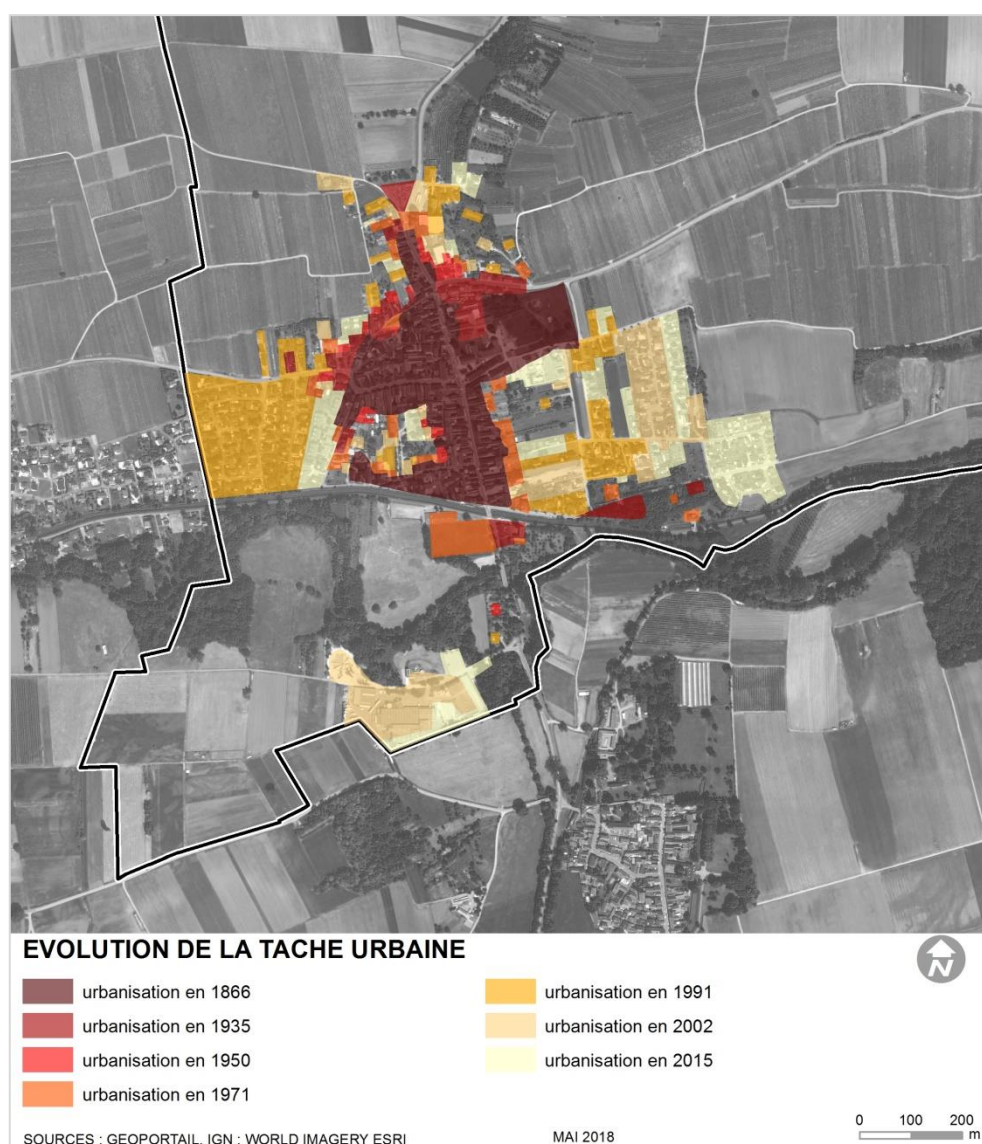 EVOLUTION DE LA TACHE URBAINE
N
urbanisation en 1866
urbanisation en 1935
urbanisation en 1950
urbanisation en 1971
urbanisation en 1991
urbanisation en 2002
urbanisation en 2015
SOURCES : GEOPORTAIL, IGN ; WORLD IMAGERY ESRI
MAI 2018
0 100 200
m